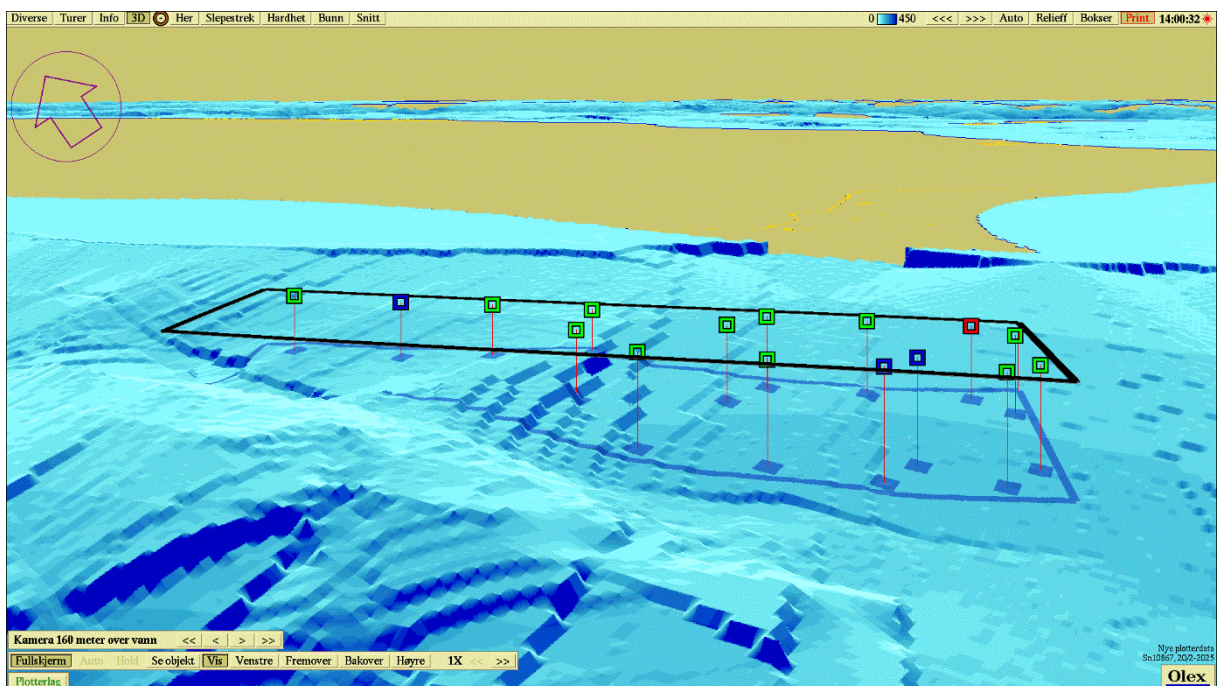 Diverse Turer Info 3D Her Slepestrek Hardhet Bunn Snitt 0 450 <<< >>> Auto Relieff Bokser Print 14:00:32
Kamera 160 meter over vann << < > >>
Fullskjerm Auto Hold Se objekt Vis Venstre Fremover Bakover Høyre 1X << >>
Plotterlag
Nye plotterdata
Sn10867, 20/2-2025
Olex